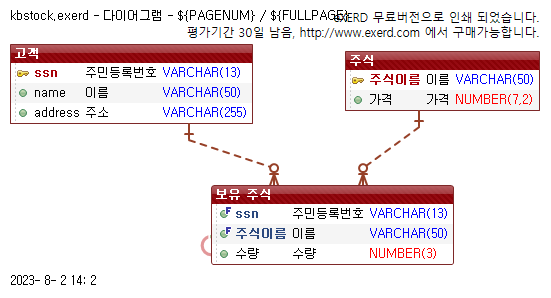 kbstock,exerd - 다이어그램 - ${PAGENUM} / ${FULLPAGE}
eXERD 무료버전으로 인쇄 되었습니다.
평가기간 30일 남음, http://www.exerd.com 에서 구매가능합니다.
고객
ssn 주민등록번호 VARCHAR(13)
name 이름 VARCHAR(50)
address 주소 VARCHAR(255)
주식
주식이름 이름 VARCHAR(50)
가격 가격 NUMBER(7,2)
보유 주식
F ssn 주민등록번호 VARCHAR(13)
F 주식이름 이름 VARCHAR(50)
수량 수량 NUMBER(3)
2023- 8- 2 14: 2